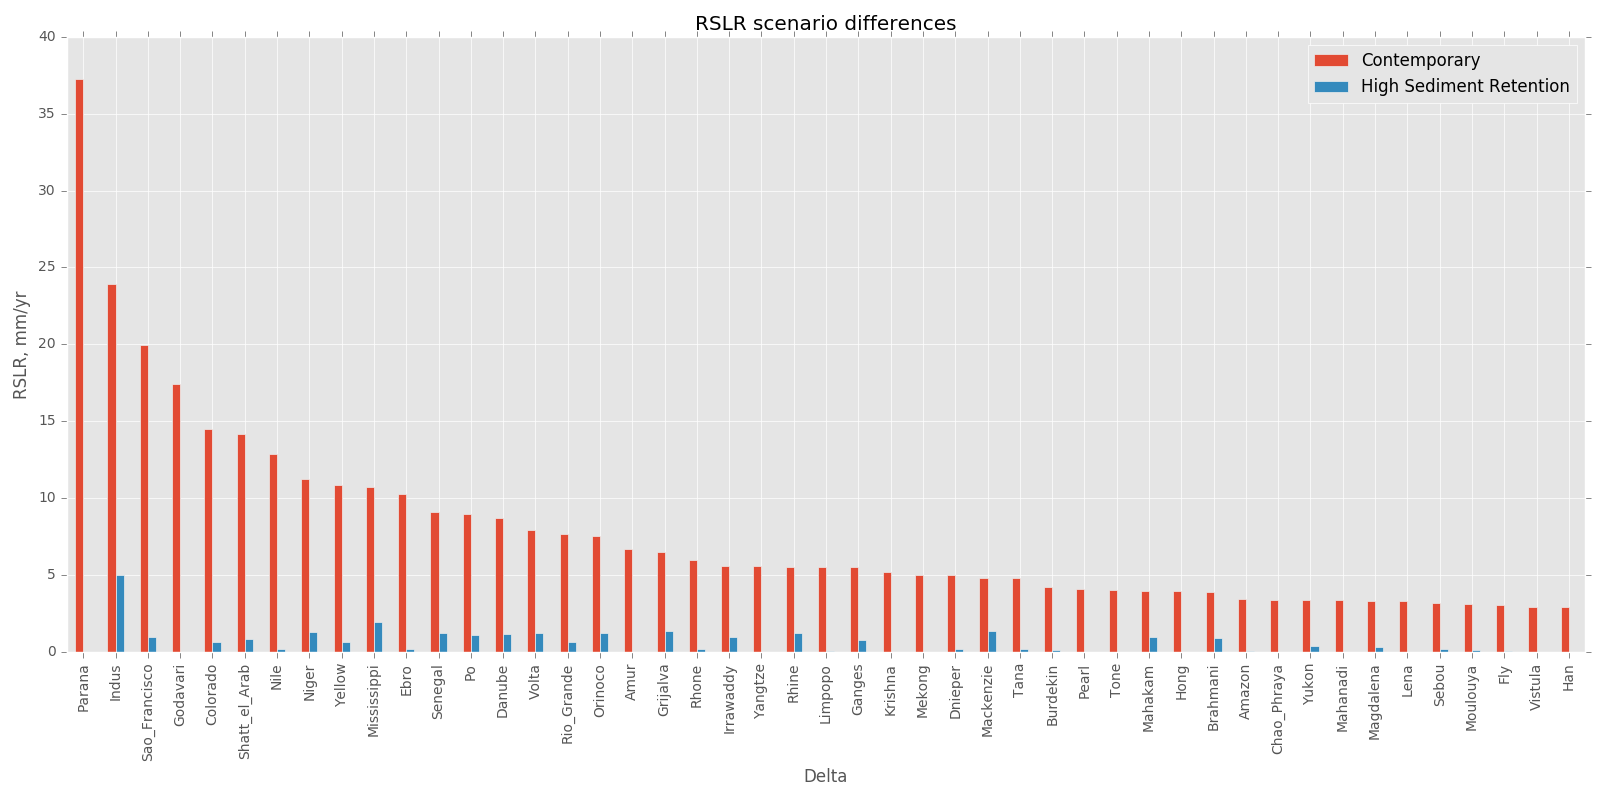 RSLR scenario differences
Contemporary
High Sediment Retention
RSLR, mm/yr
40
35
30
25
20
15
10
5
0
Parana
Indus
Sao_Francisco
Godavari
Colorado
Shatt_el_Arab
Nile
Niger
Yellow
Mississippi
Ebro
Senegal
Po
Danube
Volta
Rio_Grande
Orinoco
Amur
Grijalva
Rhone
Irrawaddy
Yangtze
Rhine
Limpopo
Ganges
Krishna
Mekong
Dnieper
Mackenzie
Tana
Burdekin
Pearl
Tone
Mahakam
Hong
Brahmani
Amazon
Chao_Phraya
Yukon
Mahanadi
Magdalena
Lena
Sebou
Moulouya
Fly
Vistula
Han
Delta